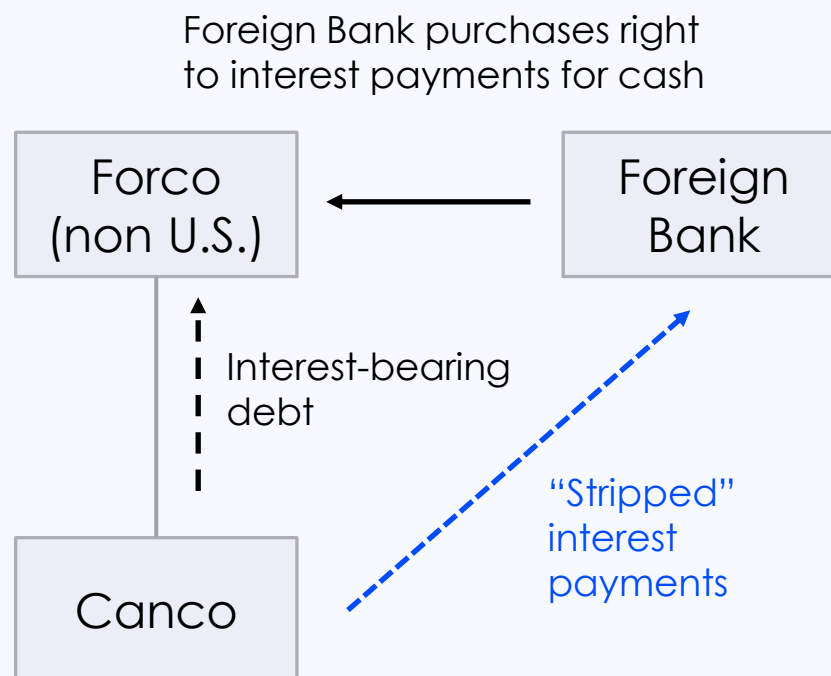 Foreign Bank purchases right
to interest payments for cash
Forco
(non U.S.)
Foreign
Bank
Interest-bearing
debt
“Stripped”
interest
payments
Canco